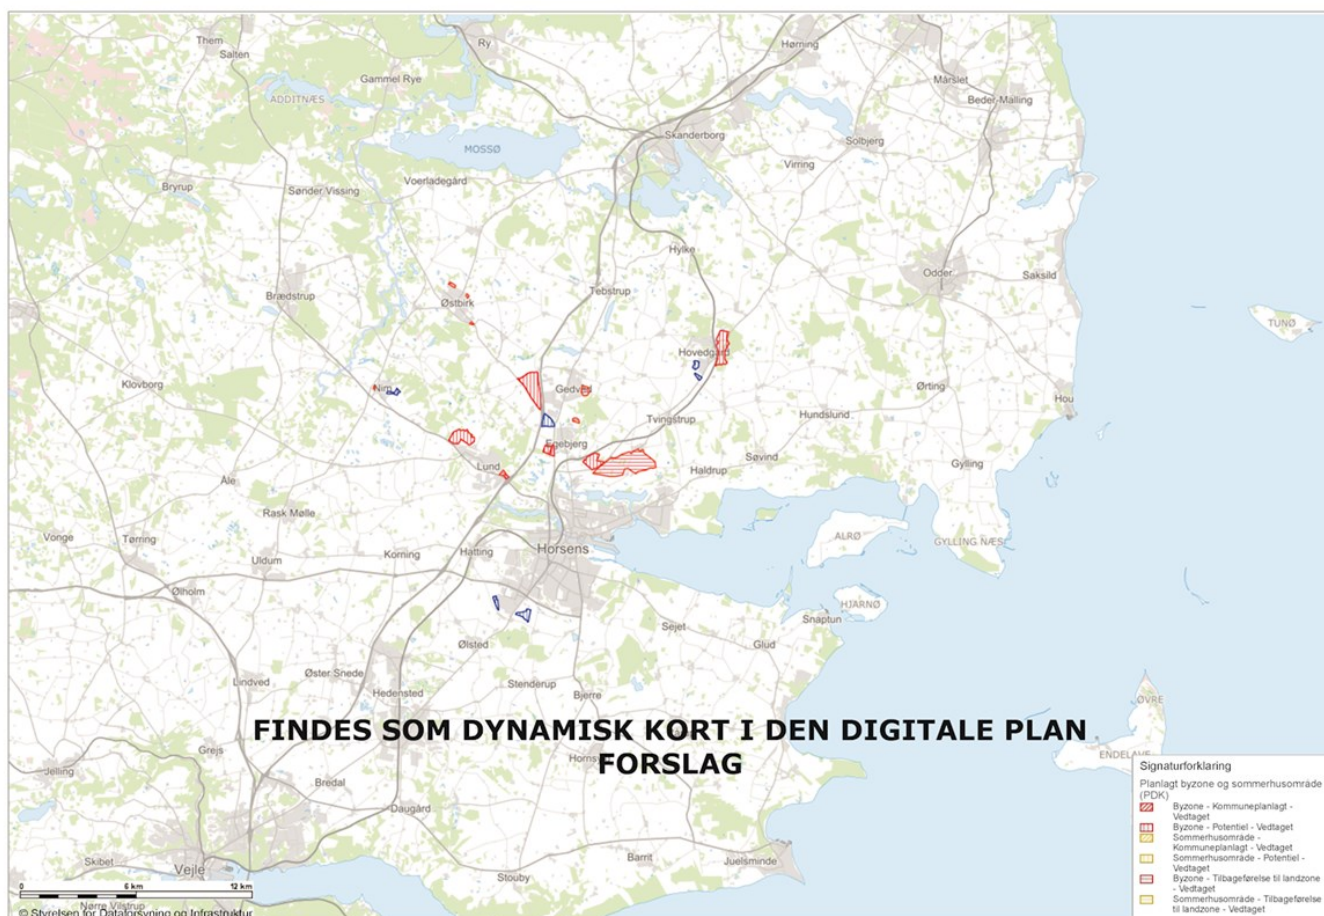 Them
Salten
Ry
Hørning
Gammel Rye
Mårslet
Beder-Malling
ADDITNÆS
Skanderborg
Solbjerg
MOSSØ
Virring
Bryrup
Sønder Vissing
Voerladegård
Hylke
Odder
Saksild
Brædstrup
Østbirk
Tebstrup
TUNØ
Hovedgård
Klovborg
Nim
Gedved
Ørting
Hou
Tvingstrup
Hundslund
Egebjerg
Lund
Haldrup
Søvind
Gylling
Åle
Rask Mølle
Vonge
Tørring
Uldum
Korning
Hatting
Horsens
ALRØ
GYLLING NÆS
Ølholm
HJARNØ
Snaptun
Sejet
Glud
Ølsted
Øster Snede
Lindved
Hedensted
Stenderup
Bjerre
ØVRE
FINDES SOM DYNAMISK KORT I DEN DIGITALE PLAN
FORSLAG
Grejs
ENDELAVE
Jelling
Bredal
Daugård
Skibet
Vejle
Stouby
Barrit
Juelsminde
0 6 km 12 km
Nørre Vilstrup
© Styrelsen for Dataforsyning og Infrastruktur
Signaturforklaring
Planlagt byzone og sommerhusområde
(PDK)
Byzone - Kommuneplanlagt -
Vedtaget
Byzone - Potentiel - Vedtaget
Sommerhusområde -
Kommuneplanlagt - Vedtaget
Sommerhusområde - Potentiel -
Vedtaget
Byzone - Tilbageførelse til landzone
- Vedtaget
Sommerhusområde - Tilbageførelse
til landzone - Vedtaget